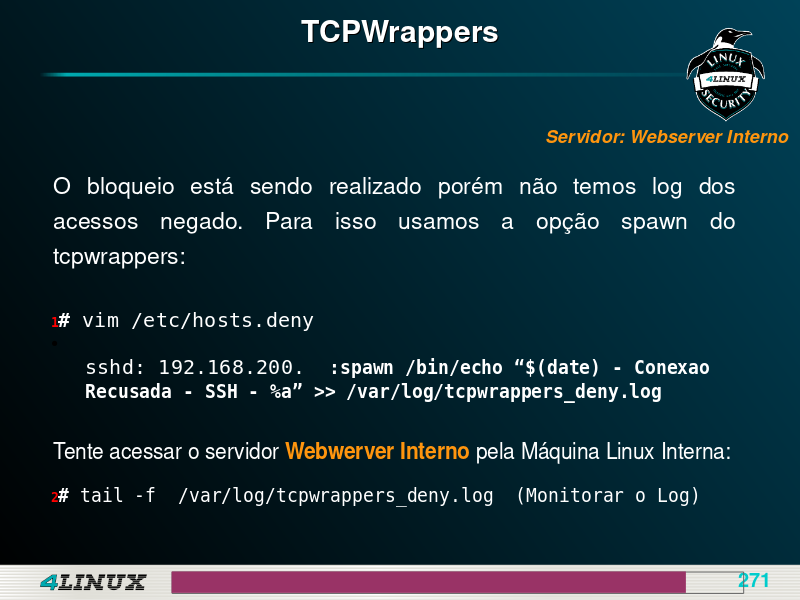 TCPWrappers
LINUX
4LINUX
SECURITY
Servidor: Webserver Interno
O bloqueio está sendo realizado porém não temos log dos
acessos negado. Para isso usamos a opção spawn do
tcpwrappers:
1# vim /etc/hosts.deny
sshd: 192.168.200. :spawn /bin/echo “$(date) - Conexao
Recusada - SSH - %a” >> /var/log/tcpwrappers_deny.log
Tente acessar o servidor Webwerver Interno pela Máquina Linux Interna:
2# tail -f /var/log/tcpwrappers_deny.log (Monitorar o Log)
4LINUX
271